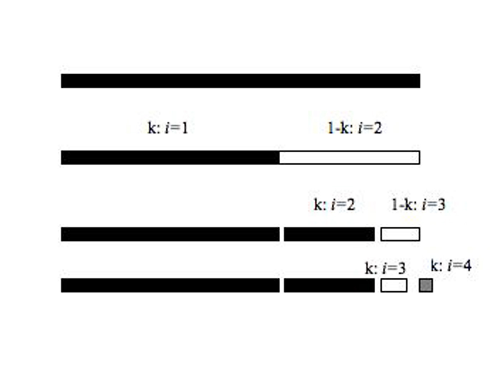 k: i=1 1-k: i=2
k: i=2 1-k: i=3
k: i=3 k: i=4